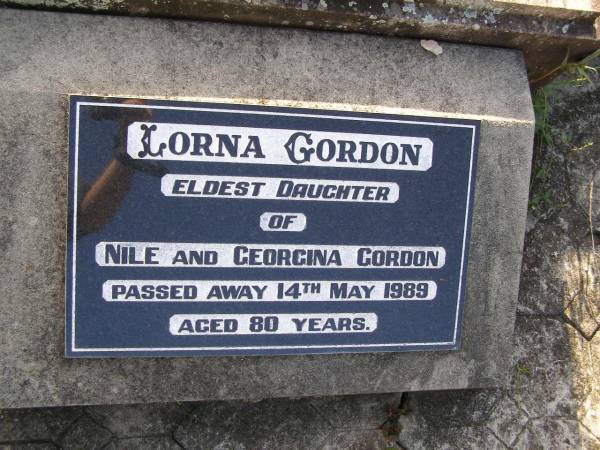 LORNA GORDON
ELDEST DAUGHTER
OF
NILE AND GEORGINA GORDON
PASSED AWAY 14TH MAY 1989
AGED 80 YEARS.